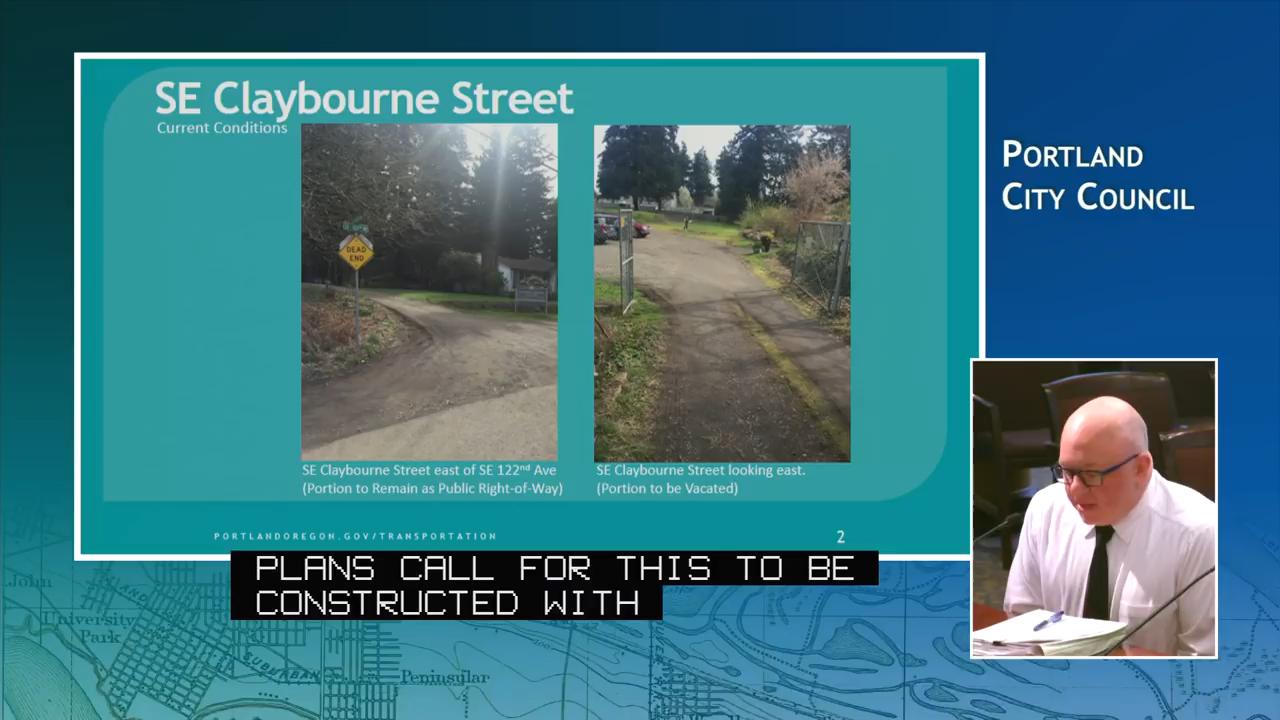 SE Claybourne Street
Current Conditions
DEAD
END
SE Claybourne Street east of SE 122nd Ave
(Portion to Remain as Public Right-of-Way)
SE Claybourne Street looking east.
(Portion to be Vacated)
PORTLANDOREGON.GOV/TRANSPORTATION
2
PORTLAND
CITY COUNCIL
PLANS CALL FOR THIS TO BE
CONSTRUCTED WITH
John
University
Park
SUBURBAN
Peninsular